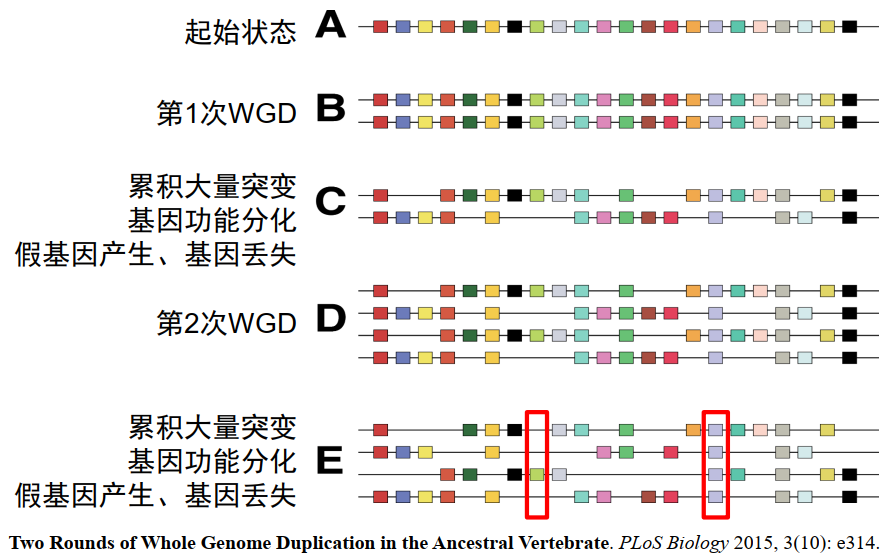 起始状态 A
第1次WGD B
累积大量突变
基因功能分化 C
假基因产生、基因丢失
第2次WGD D
累积大量突变
基因功能分化 E
假基因产生、基因丢失
Two Rounds of Whole Genome Duplication in the Ancestral Vertebrate. PLoS Biology 2015, 3(10): e314.